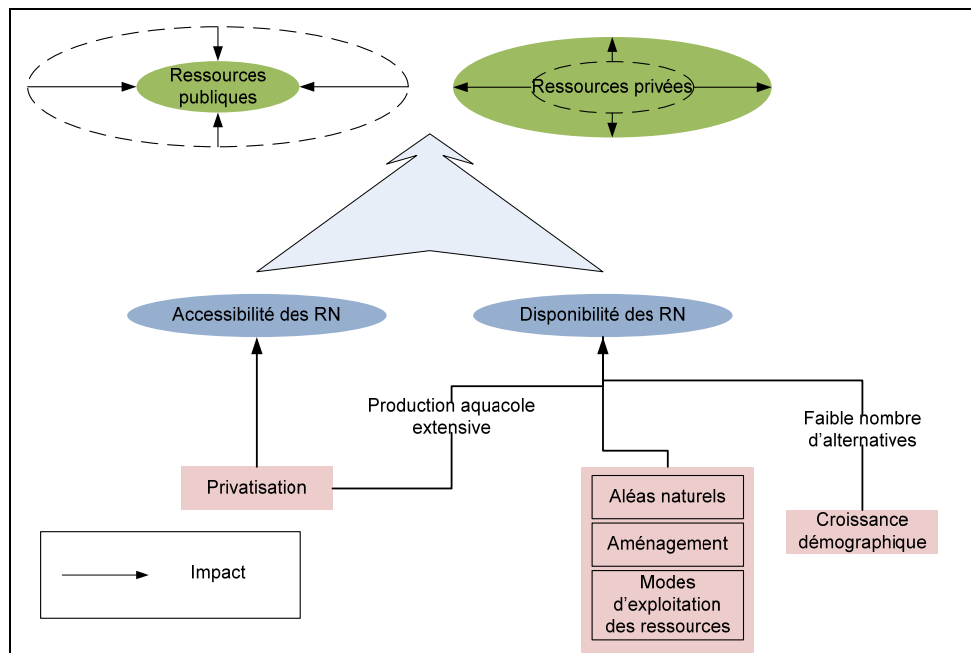 Ressources
publiques
Ressources privées
Accessibilité des RN
Disponibilité des RN
Production aquacole
extensive
Faible nombre
d'alternatives
Privatisation
Aléas naturels
Aménagement
Modes
d'exploitation
des ressources
Croissance
démographique
Impact